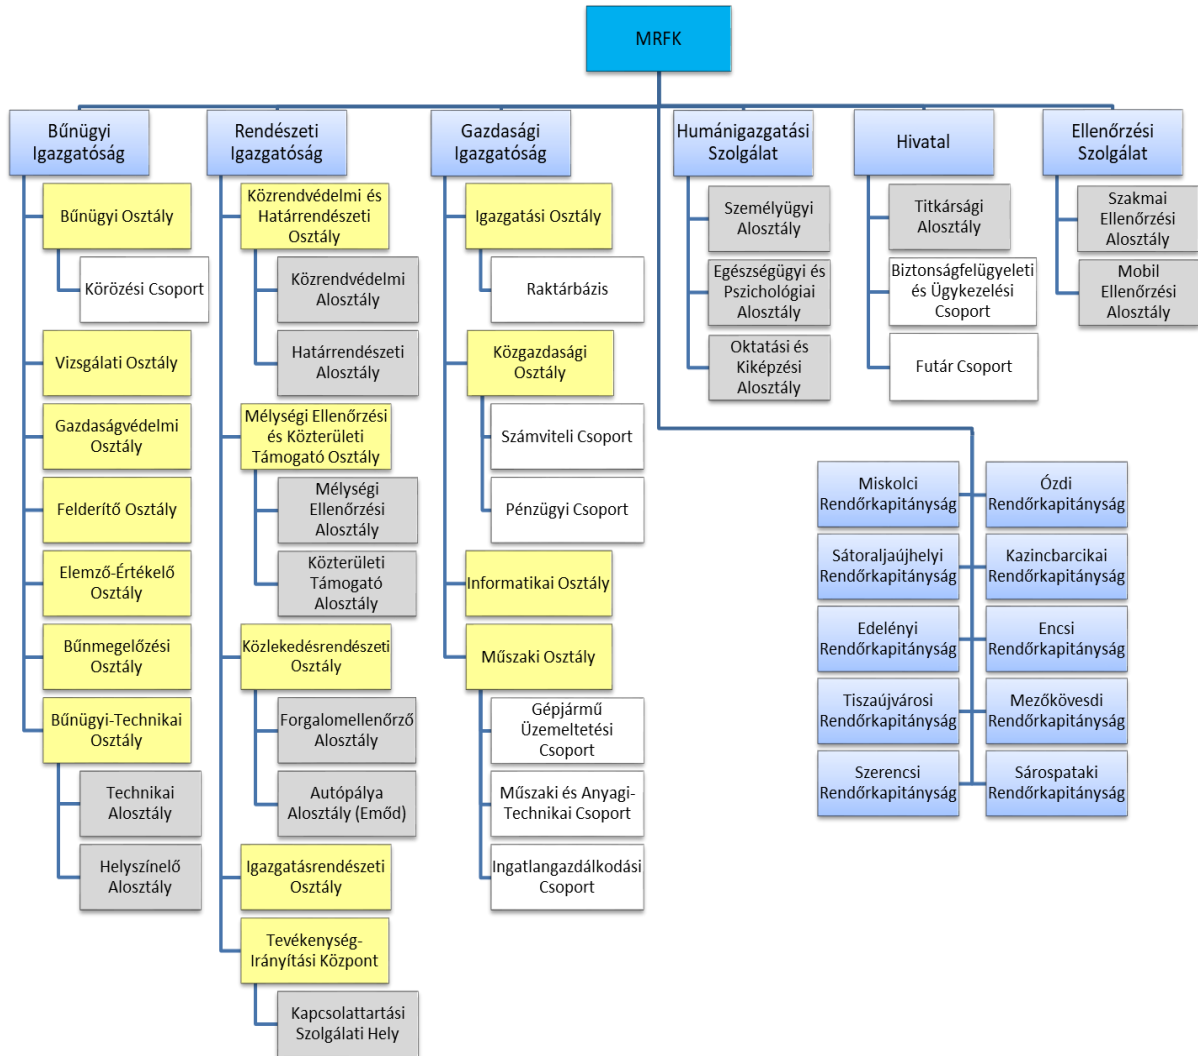 MRFK
Bűnügyi
Igazgatóság
Bűnügyi Osztály
Körözési Csoport
Vizsgálati Osztály
Gazdaságvédelmi
Osztály
Felderítő Osztály
Elemző-Értékelő
Osztály
Bűnmegelőzési
Osztály
Bűnügyi-Technikai
Osztály
Technikai
Alosztály
Helyszínelő
Alosztály
Rendészeti
Igazgatóság
Közrendvédelmi és
Határrendészeti
Osztály
Közrendvédelmi
Alosztály
Határrendészeti
Alosztály
Mélységi Ellenőrzési
és Közterületi
Támogató Osztály
Mélységi
Ellenőrzési
Alosztály
Közterületi
Támogató
Alosztály
Közlekedésrendészeti
Osztály
Forgalomellenőrző
Alosztály
Autópálya
Alosztály (Emőd)
Igazgatásrendészeti
Osztály
Tevékenység-
Irányítási Központ
Kapcsolattartási
Szolgálati Hely
Gazdasági
Igazgatóság
Igazgatási Osztály
Raktárbázis
Közgazdasági
Osztály
Számviteli Csoport
Pénzügyi Csoport
Informatikai Osztály
Műszaki Osztály
Gépjármű
Üzemeltetési
Csoport
Műszaki és Anyagi-
Technikai Csoport
Ingatlangazdálkodási
Csoport
Humánigazgatási
Szolgálat
Személyügyi
Alosztály
Egészségügyi és
Pszichológiai
Alosztály
Oktatási és
Kiképzési
Alosztály
Hivatal
Titkársági
Alosztály
Biztonságfelügyeleti
és Ügykezelési
Csoport
Futár Csoport
Ellenőrzési
Szolgálat
Szakmai
Ellenőrzési
Alosztály
Mobil
Ellenőrzési
Alosztály
Miskolci
Rendőrkapitányság
Ózdi
Rendőrkapitányság
Sátoraljaújhelyi
Rendőrkapitányság
Kazincbarcikai
Rendőrkapitányság
Edelényi
Rendőrkapitányság
Encsi
Rendőrkapitányság
Tiszaújvárosi
Rendőrkapitányság
Mezőkövesdi
Rendőrkapitányság
Szerencsi
Rendőrkapitányság
Sárospataki
Rendőrkapitányság